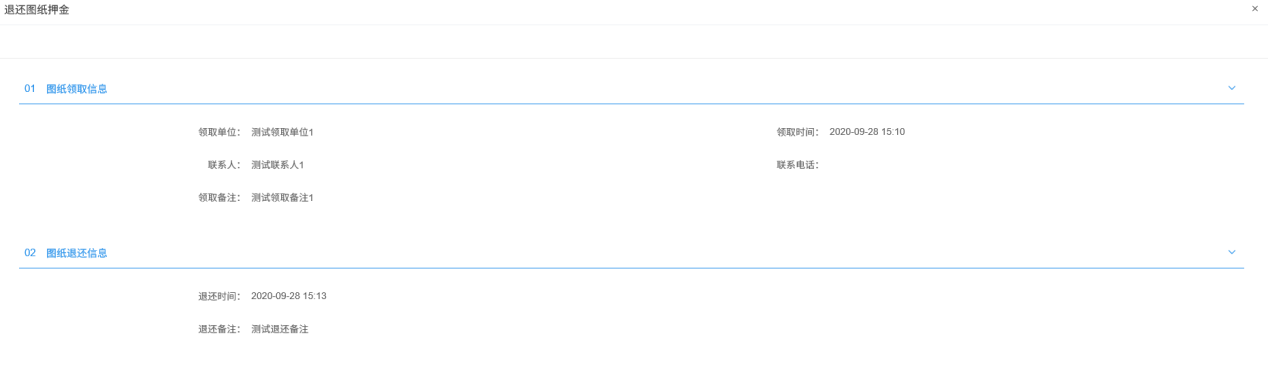 退还图纸押金
01 图纸领取信息
领取单位: 测试领取单位1 领取时间: 2020-09-28 15:10
联系人: 测试联系人1 联系电话:
领取备注: 测试领取备注1
02 图纸退还信息
退还时间: 2020-09-28 15:13
退还备注: 测试退还备注